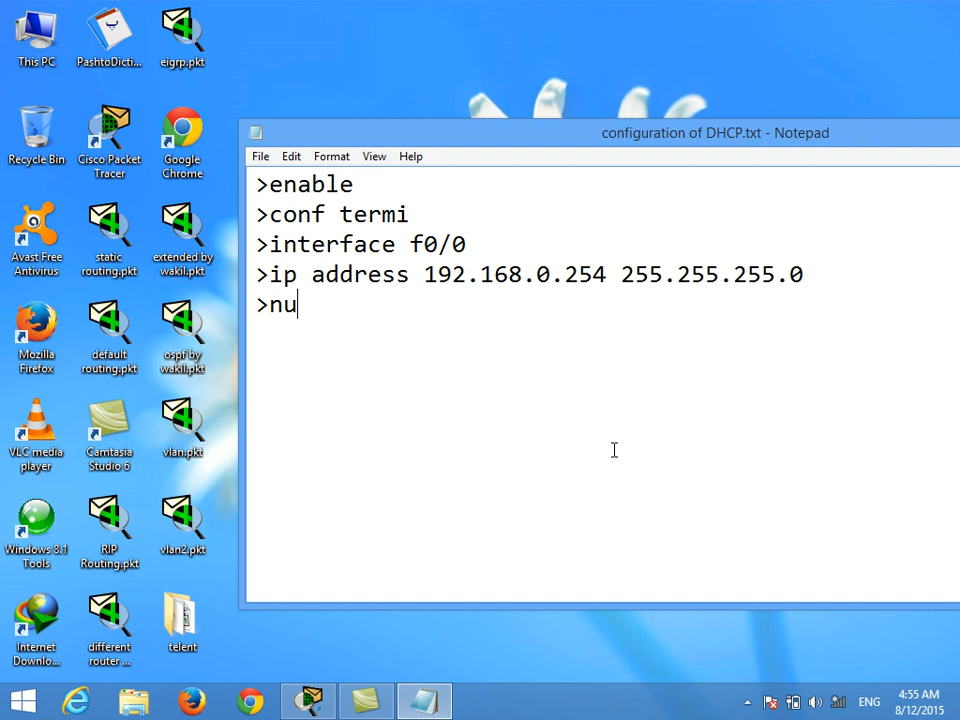 This PC
PashtoDicti...
eigrp.pkt
Recycle Bin
Cisco Packet
Tracer
Google
Chrome
Avast Free
Antivirus
static
routing.pkt
extended by
wakil.pkt
Mozilla
Firefox
default
routing.pkt
ospf by
wakil.pkt
VLC media
player
Camtasia
Studio 6
vlan.pkt
Windows 8.1
Tools
RIP
Routing.pkt
vlan2.pkt
Internet
Downlo...
different
router ...
telent
configuration of DHCP.txt - Notepad
File Edit Format View Help
>enable
>conf termi
>interface f0/0
>ip address 192.168.0.254 255.255.255.0
>nu
ENG
4:55 AM
8/12/2015